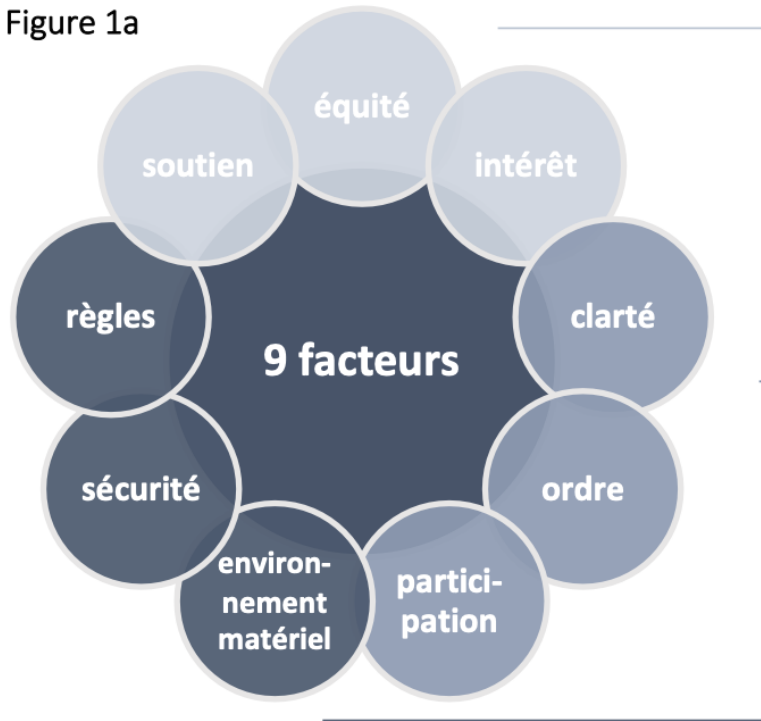 Figure 1a
équité
intérêt
clarté
ordre
partici-
pation
environ-
nement
matériel
sécurité
règles
soutien
9 facteurs